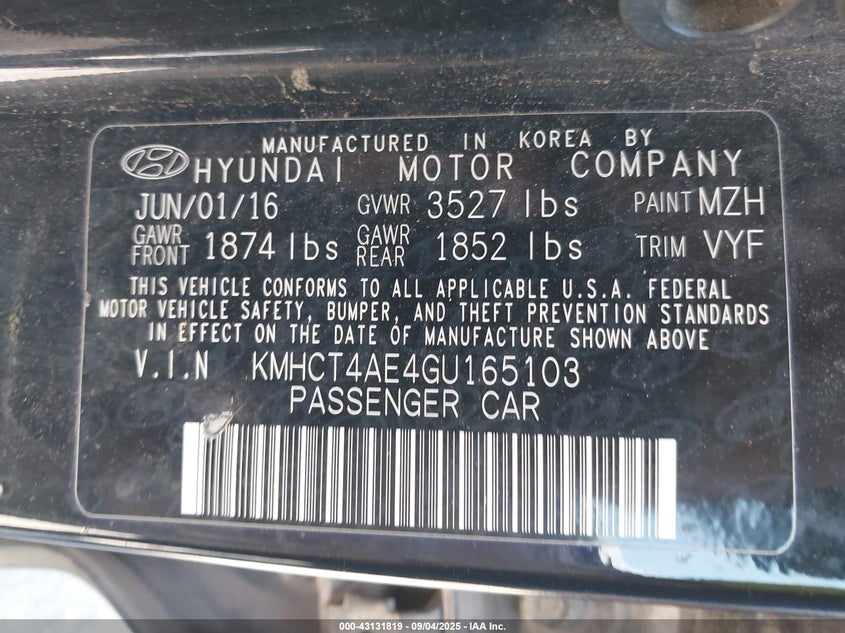 MANUFACTURED IN KOREA BY
HYUNDAI MOTOR COMPANY
JUN/01/16 GVWR 3527 lbs PAINT MZH
GAWR FRONT 1874 lbs GAWR REAR 1852 lbs TRIM VYF
THIS VEHICLE CONFORMS TO ALL APPLICABLE U.S.A. FEDERAL
MOTOR VEHICLE SAFETY, BUMPER, AND THEFT PREVENTION STANDARDS
IN EFFECT ON THE DATE OF MANUFACTURE SHOWN ABOVE
V.I.N KMHCT4AE4GU165103
PASSENGER CAR
000-43131819 - 09/04/2025 - IAA Inc.